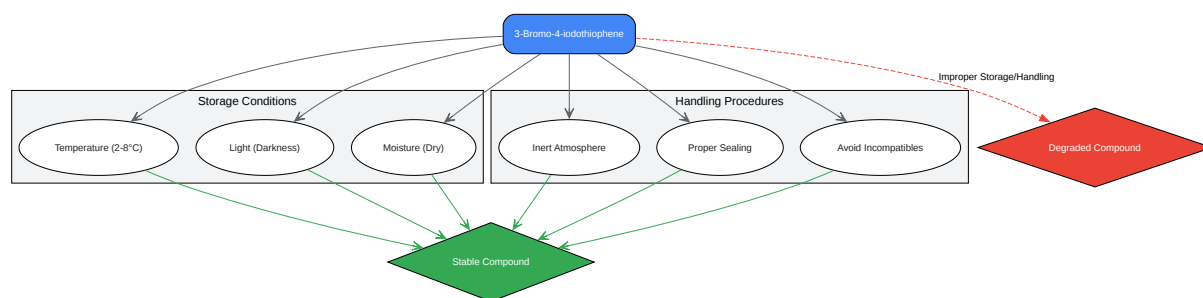 3-Bromo-4-iodothiophene
Improper Storage/Handling
Storage Conditions
Handling Procedures
Temperature (2-8°C)
Light (Darkness)
Moisture (Dry)
Inert Atmosphere
Proper Sealing
Avoid Incompatibles
Degraded Compound
Stable Compound